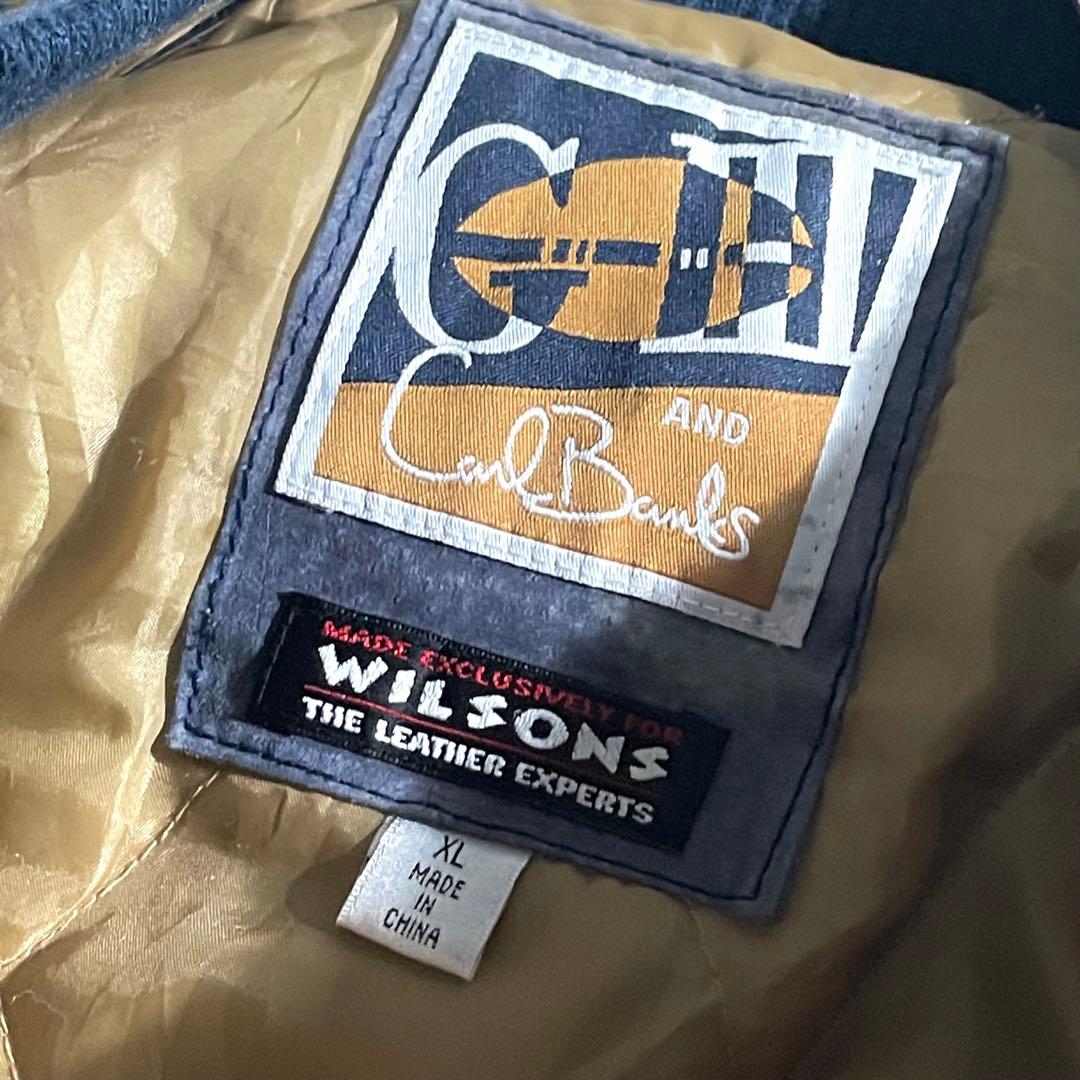 G-III
AND
Carl Banks
MADE EXCLUSIVELY FOR
WILSONS
THE LEATHER EXPERTS
XL
MADE
IN
CHINA